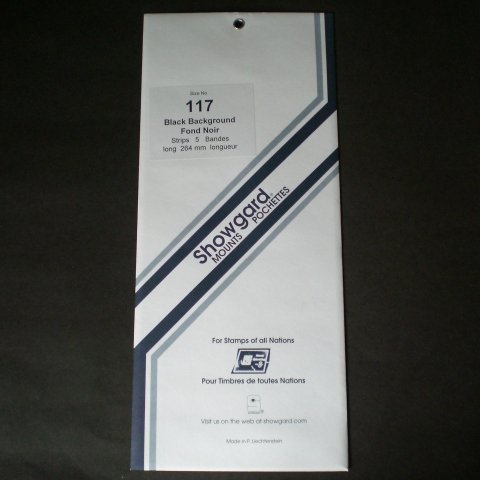 Size No
117
Black Background
Fond Noir
Strips 5 Bandes
long 264 mm longueur
Showgard®
MOUNTS POCHETTES
For Stamps of all Nations
Pour Timbres de toutes Nations
Visit us on the web at showgard.com
Made in P. Liechtenstein